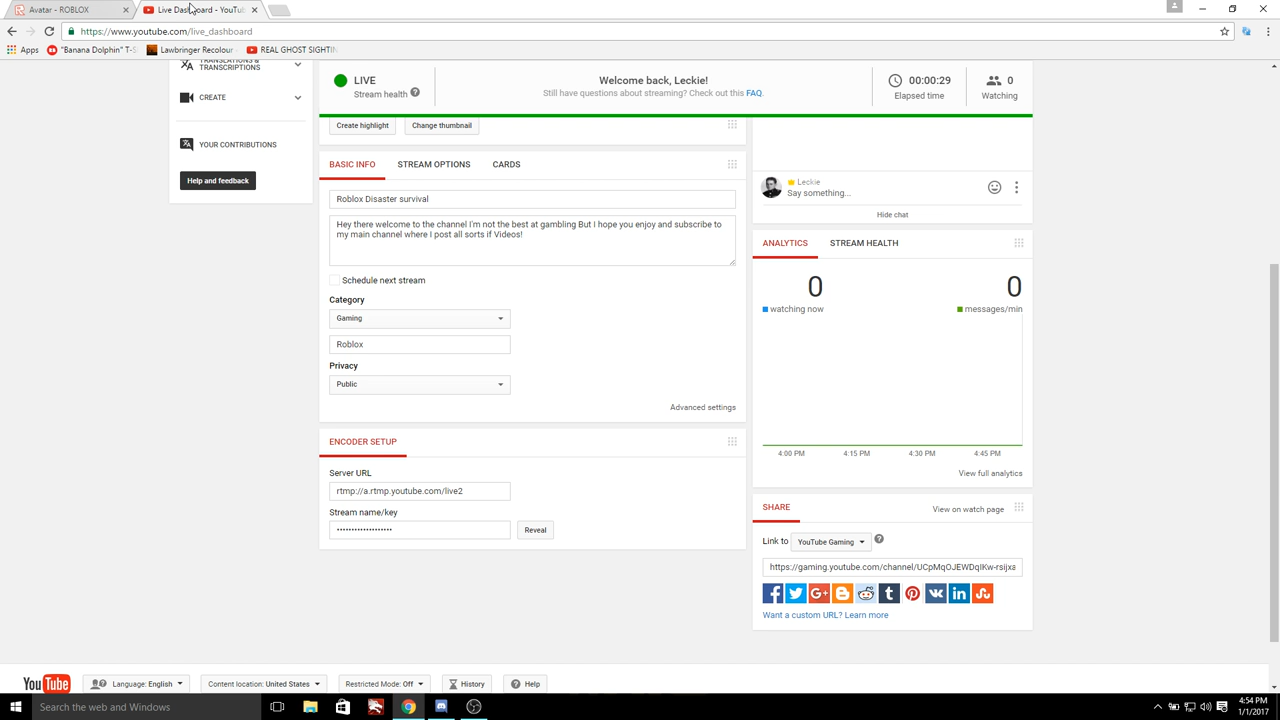 Avatar - ROBLOX
Live Dashboard - YouTub
https://www.youtube.com/live_dashboard
Apps
"Banana Dolphin" T-S
Lawbringer Recolour
REAL GHOST SIGHTIN
TRANSLATIONS &
TRANSCRIPTIONS
CREATE
YOUR CONTRIBUTIONS
Help and feedback
LIVE
Stream health
Welcome back, Leckie!
Still have questions about streaming? Check out this FAQ.
00:00:29
Elapsed time
0
Watching
Create highlight
Change thumbnail
BASIC INFO
STREAM OPTIONS
CARDS
Roblox Disaster survival
Hey there welcome to the channel I'm not the best at gambling But I hope you enjoy and subscribe to
my main channel where I post all sorts if Videos!
Schedule next stream
Category
Gaming
Roblox
Privacy
Public
Advanced settings
ENCODER SETUP
Server URL
rtmp://a.rtmp.youtube.com/live2
Stream name/key
•••••••••••••••••••
Reveal
Leckie
Say something...
Hide chat
ANALYTICS
STREAM HEALTH
0
watching now
0
messages/min
4:00 PM
4:15 PM
4:30 PM
4:45 PM
View full analytics
SHARE
View on watch page
Link to
YouTube Gaming
https://gaming.youtube.com/channel/UCpMqOJEWDqIKw-rsijxa
Want a custom URL? Learn more
YouTube
Language: English
Content location: United States
Restricted Mode: Off
History
Help
Search the web and Windows
4:54 PM
1/1/2017